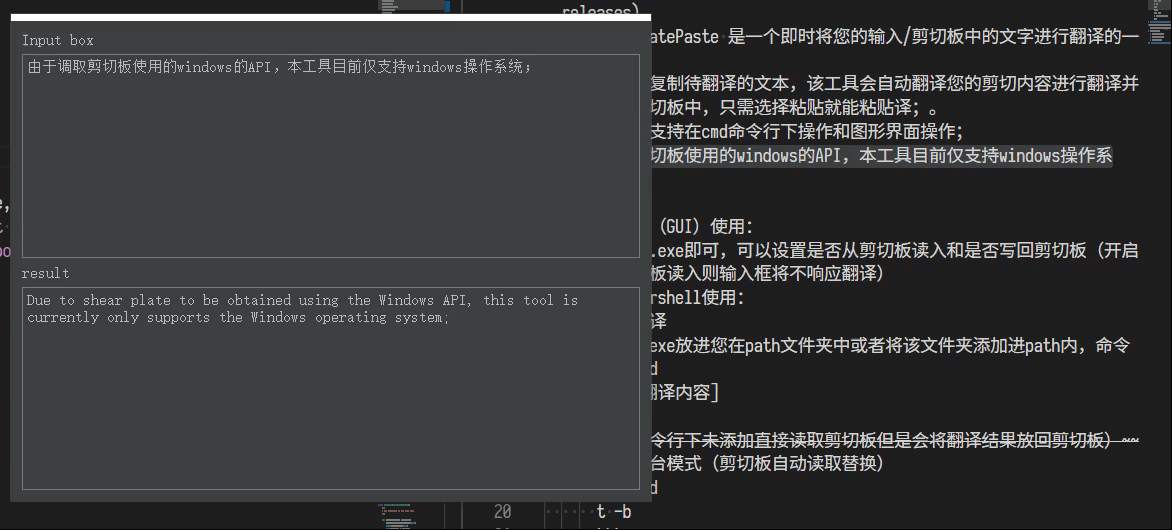 Input box
由于调取剪切板使用的windows的API，本工具目前仅支持windows操作系统；
result
Due to shear plate to be obtained using the Windows API, this tool is
currently only supports the Windows operating system;
releases)
atePaste 是一个即时将您的输入/剪切板中的文字进行翻译的一
复制待翻译的文本，该工具会自动翻译您的剪切内容进行翻译并
切板中，只需选择粘贴就能粘贴译；。
支持在cmd命令行下操作和图形界面操作；
切板使用的windows的API，本工具目前仅支持windows操作系
（GUI）使用：
.exe即可，可以设置是否从剪切板读入和是否写回剪切板（开启
板读入则输入框将不响应翻译）
rshell使用：
译
exe放进您在path文件夹中或者将该文件夹添加进path内，命令
d
翻译内容]
令行下未添加直接读取剪切板但是会将翻译结果放回剪切板）~~
台模式（剪切板自动读取替换）
d
20 t -b